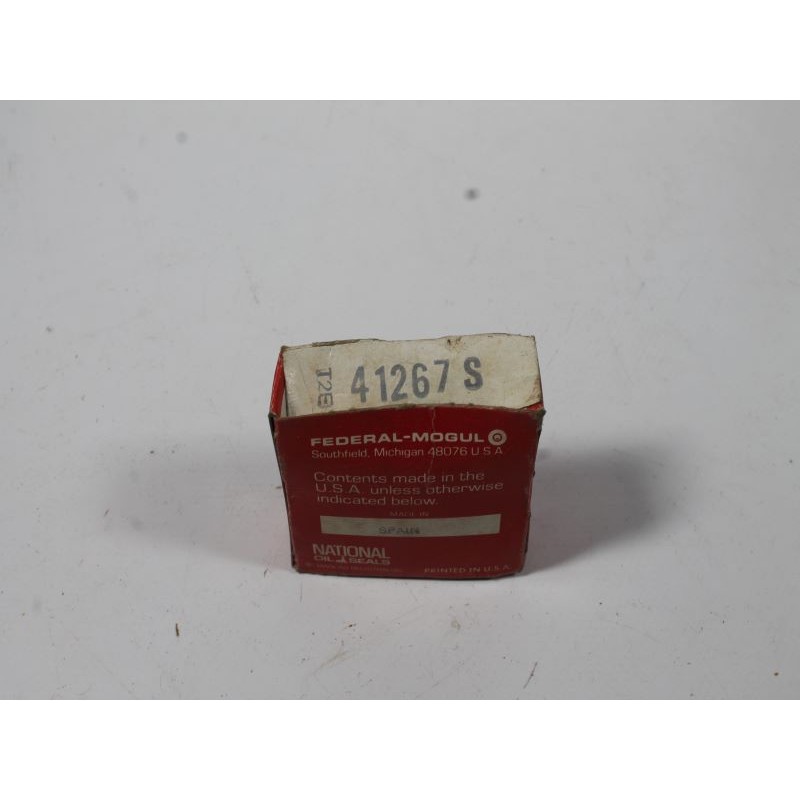 T2E
41267 S
FEDERAL-MOGUL
Southfield, Michigan 48076 U.S.A.
Contents made in the
U.S.A. unless otherwise
indicated below.
MADE IN
SPAIN
NATIONAL
OIL SEALS
PRINTED IN U.S.A.